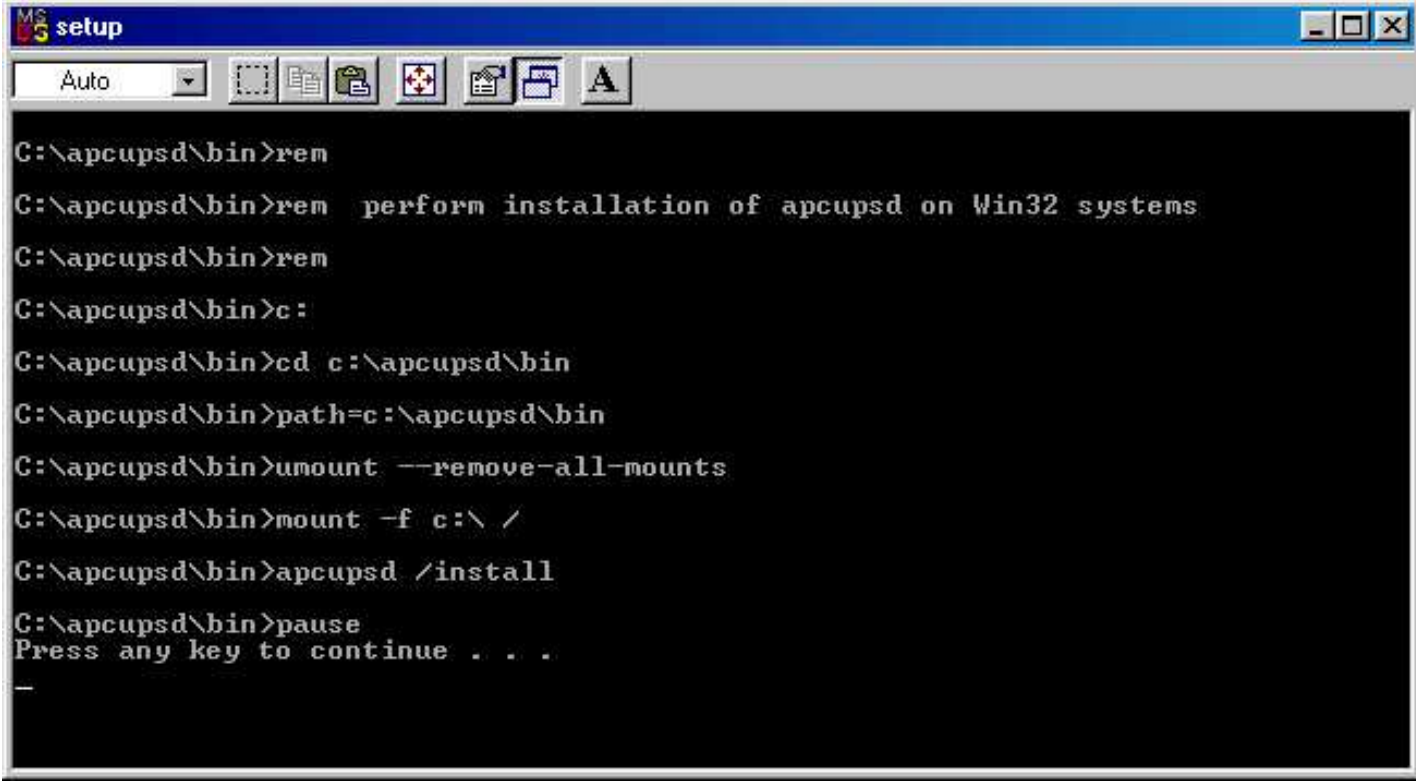 MS DOS setup
Auto A
C:\apcupsd\bin>rem
C:\apcupsd\bin>rem  perform installation of apcupsd on Win32 systems
C:\apcupsd\bin>rem
C:\apcupsd\bin>c:
C:\apcupsd\bin>cd c:\apcupsd\bin
C:\apcupsd\bin>path=c:\apcupsd\bin
C:\apcupsd\bin>umount --remove-all-mounts
C:\apcupsd\bin>mount -f c:\ /
C:\apcupsd\bin>apcupsd /install
C:\apcupsd\bin>pause
Press any key to continue . . .
_